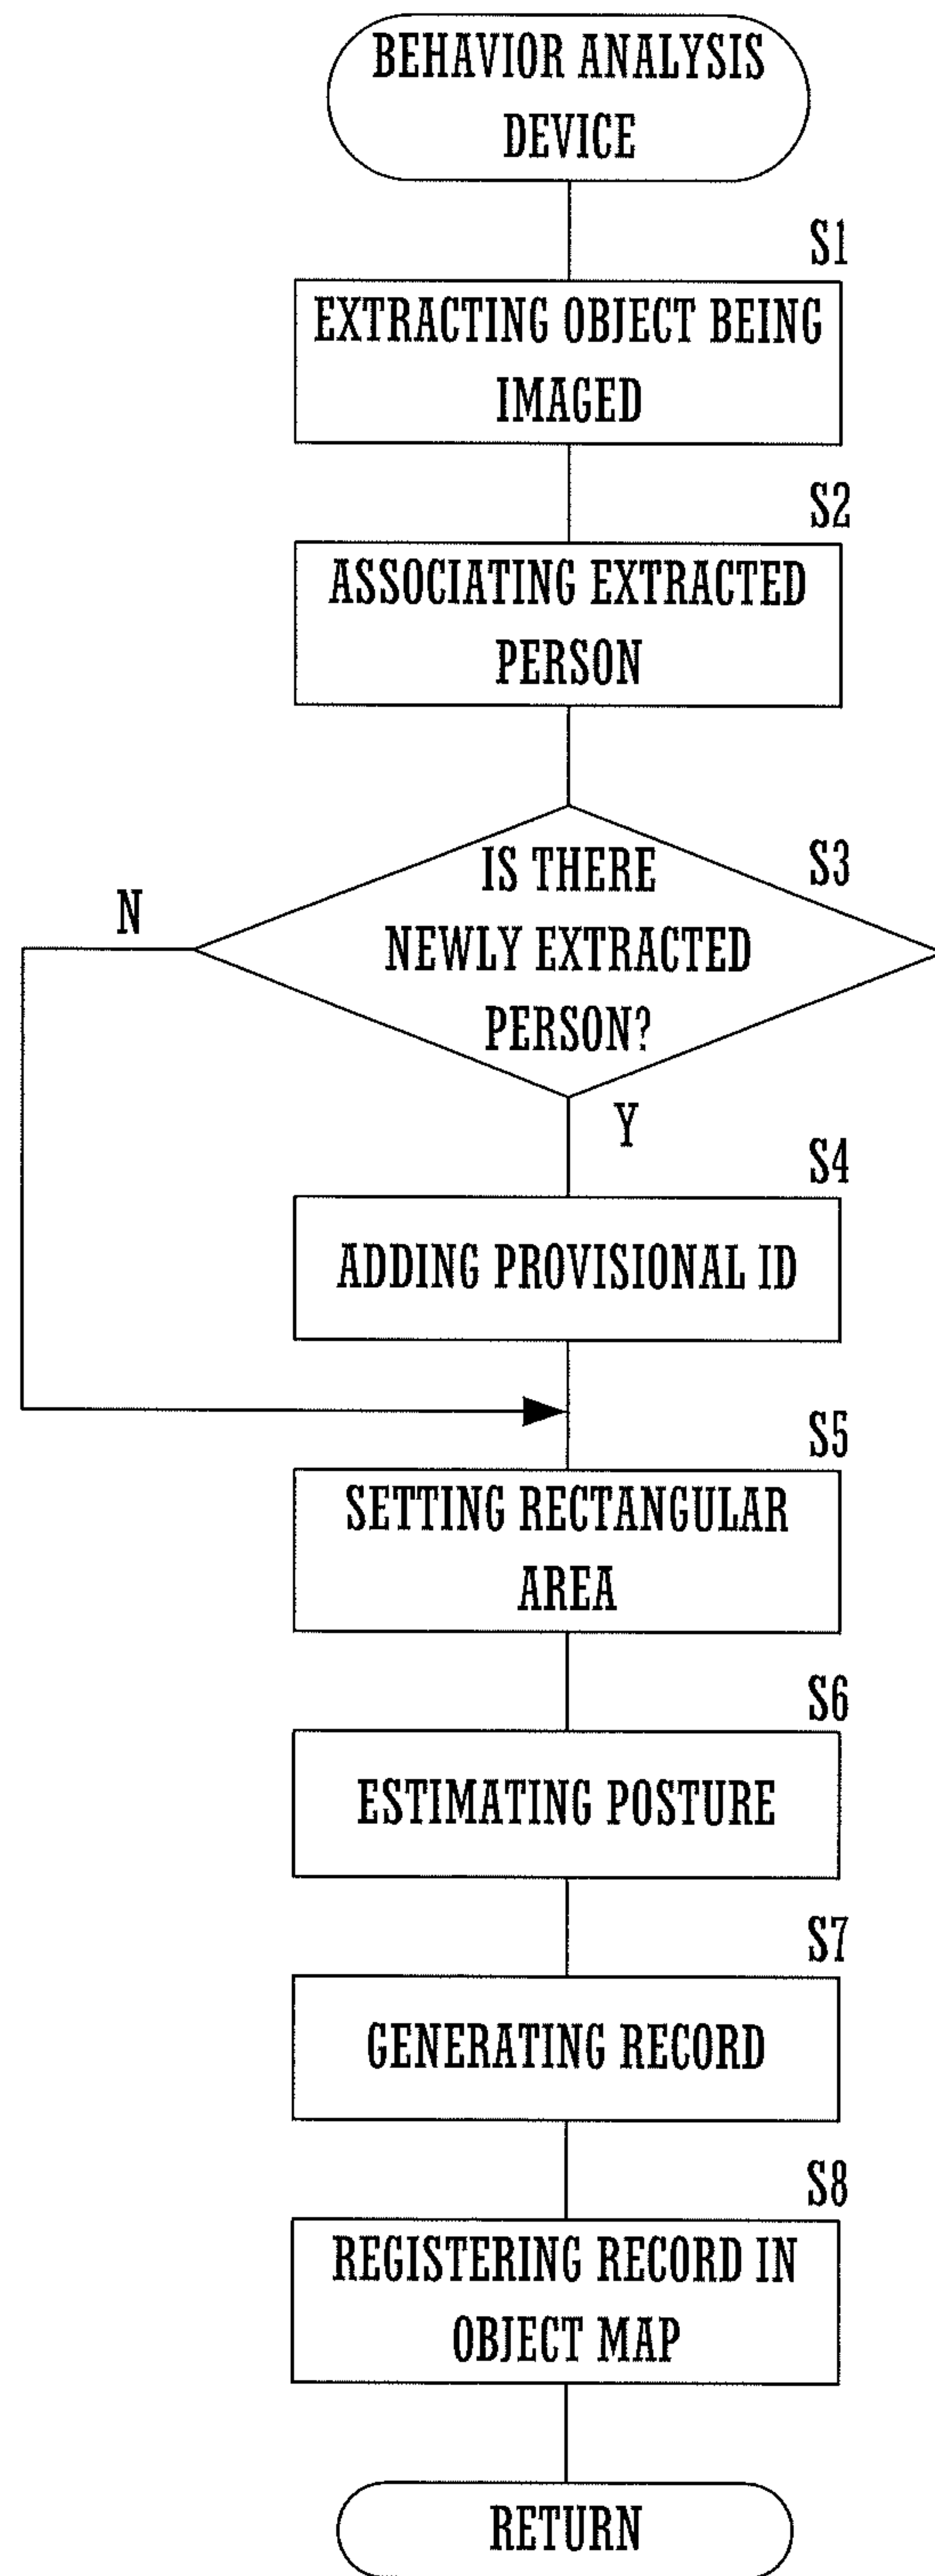 BEHAVIOR ANALYSIS
DEVICE
S1
EXTRACTING OBJECT BEING
IMAGED
S2
ASSOCIATING EXTRACTED
PERSON
S3
IS THERE
NEWLY EXTRACTED
PERSON?
N
Y
S4
ADDING PROVISIONAL ID
S5
SETTING RECTANGULAR
AREA
S6
ESTIMATING POSTURE
S7
GENERATING RECORD
S8
REGISTERING RECORD IN
OBJECT MAP
RETURN